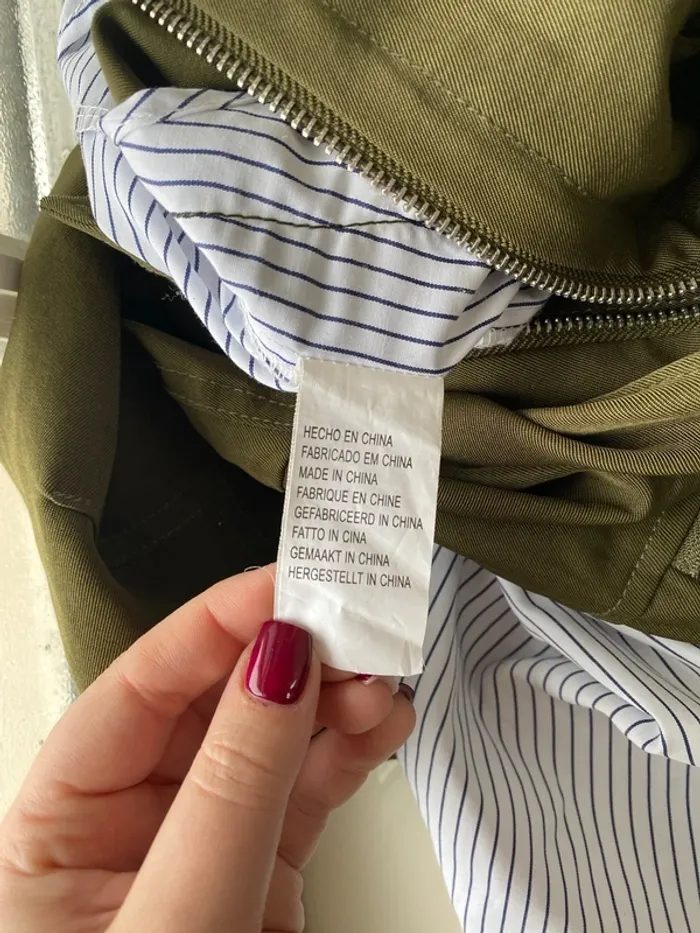 HECHO EN CHINA
FABRICADO EM CHINA
MADE IN CHINA
FABRIQUE EN CHINE
GEFABRICEERD IN CHINA
FATTO IN CINA
GEMAAKT IN CHINA
HERGESTELLT IN CHINA